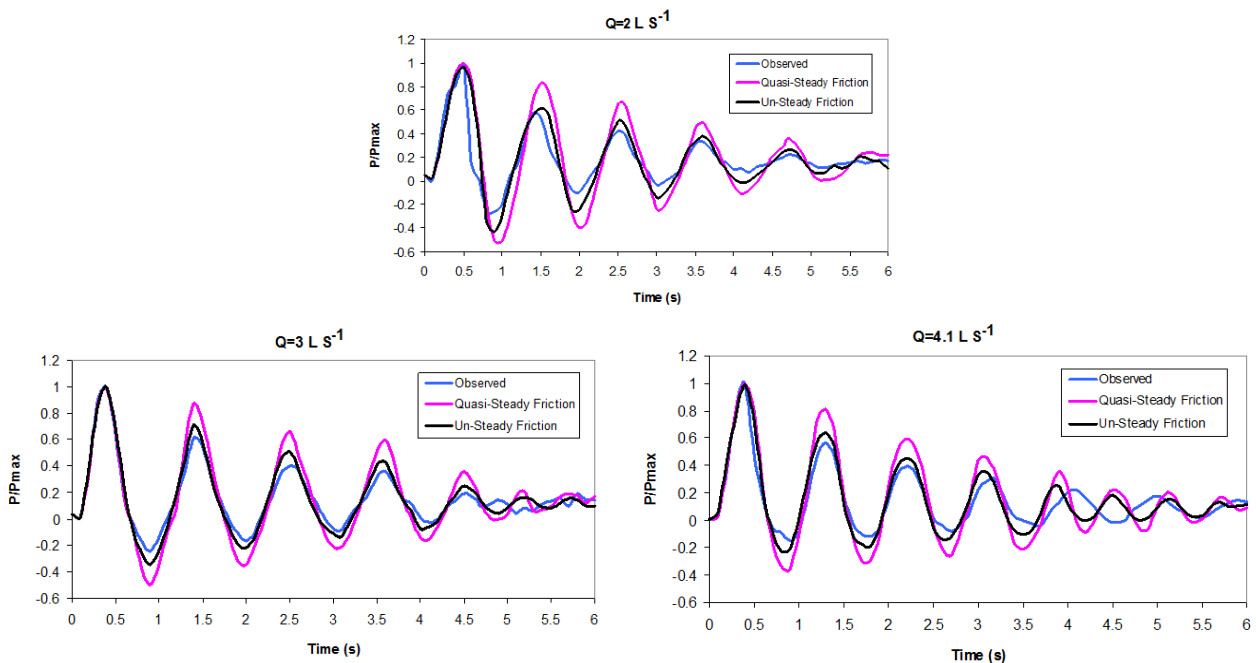 Q=2 L S-1
1.2
1
0.8
0.6
0.4
0.2
0
-0.2
-0.4
-0.6
P/Pmax
Observed
Quasi-Steady Friction
Un-Steady Friction
0 0.5 1 1.5 2 2.5 3 3.5 4 4.5 5 5.5 6
Time (s)
Q=3 L S-1
1.2
1
0.8
0.6
0.4
0.2
0
-0.2
-0.4
-0.6
P/Pmax
Observed
Quasi-Steady Friction
Un-Steady Friction
0 0.5 1 1.5 2 2.5 3 3.5 4 4.5 5 5.5 6
Time (s)
Q=4.1 L S-1
1.2
1
0.8
0.6
0.4
0.2
0
-0.2
-0.4
-0.6
P/Pmax
Observed
Quasi-Steady Friction
Un-Steady Friction
0 0.5 1 1.5 2 2.5 3 3.5 4 4.5 5 5.5 6
Time (s)